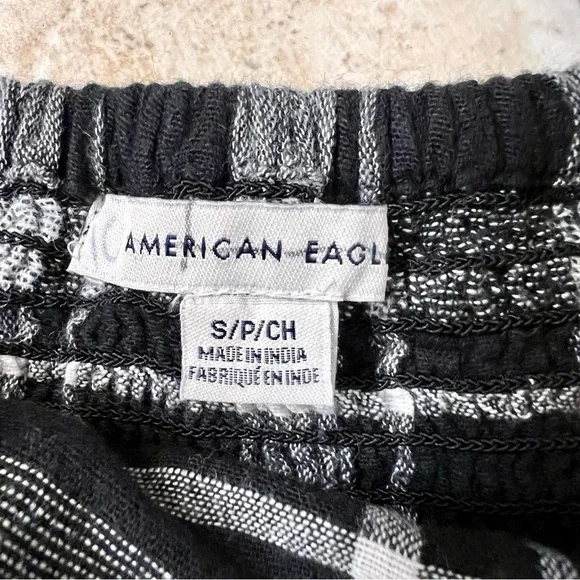 AMERICAN EAGL
S/P/CH
MADE IN INDIA
FABRIQUÉ EN INDE